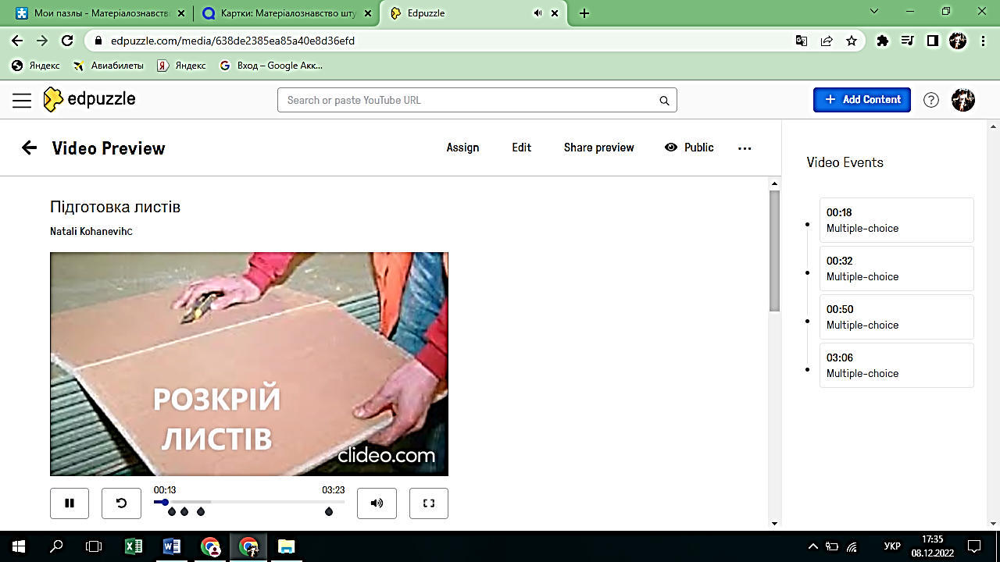 Мои пазлы - Матеріалознавств
Картки: Матеріалознавство шту
Edpuzzle
edpuzzle.com/media/638de2385ea85a40e8d36efd
Яндекс
Авиабилеты
Яндекс
Вход – Google Акк...
edpuzzle
Search or paste YouTube URL
+ Add Content
?
Video Preview
Assign
Edit
Share preview
Public
Video Events
Підготовка листів
Natali Kohanevihс
00:18
Multiple-choice
00:32
Multiple-choice
00:50
Multiple-choice
03:06
Multiple-choice
РОЗКРІЙ
ЛИСТІВ
clideo.com
00:13
03:23
УКР
17:35
08.12.2022